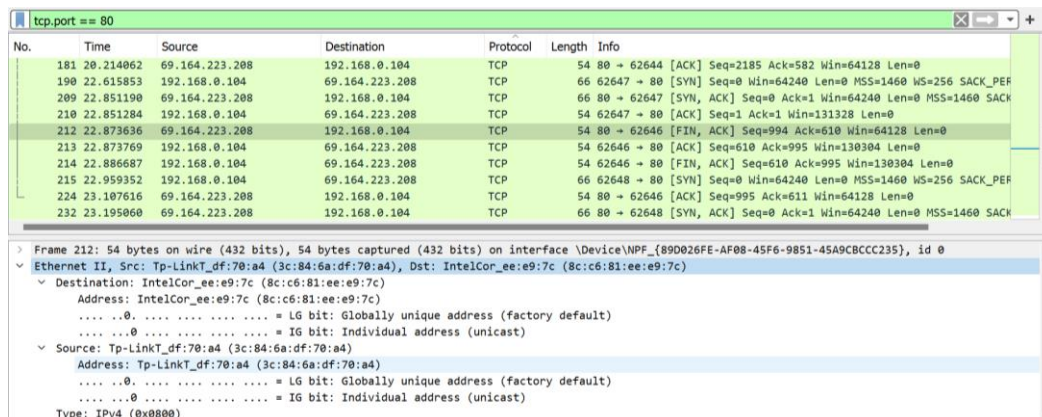 tcp.port == 80
No. Time Source Destination Protocol Length Info
181 20.214062 69.164.223.208 192.168.0.104 TCP 54 80 → 62644 [ACK] Seq=2185 Ack=582 Win=64128 Len=0
190 22.615853 192.168.0.104 69.164.223.208 TCP 66 62647 → 80 [SYN] Seq=0 Win=64240 Len=0 MSS=1460 WS=256 SACK_PER
209 22.851190 69.164.223.208 192.168.0.104 TCP 66 80 → 62647 [SYN, ACK] Seq=0 Ack=1 Win=64240 Len=0 MSS=1460 SACK
210 22.851284 192.168.0.104 69.164.223.208 TCP 54 62647 → 80 [ACK] Seq=1 Ack=1 Win=131328 Len=0
212 22.873636 69.164.223.208 192.168.0.104 TCP 54 80 → 62646 [FIN, ACK] Seq=994 Ack=610 Win=64128 Len=0
213 22.873769 192.168.0.104 69.164.223.208 TCP 54 62646 → 80 [ACK] Seq=610 Ack=995 Win=130304 Len=0
214 22.886687 192.168.0.104 69.164.223.208 TCP 54 62646 → 80 [FIN, ACK] Seq=610 Ack=995 Win=130304 Len=0
215 22.959352 192.168.0.104 69.164.223.208 TCP 66 62648 → 80 [SYN] Seq=0 Win=64240 Len=0 MSS=1460 WS=256 SACK_PER
224 23.107616 69.164.223.208 192.168.0.104 TCP 54 80 → 62646 [ACK] Seq=995 Ack=611 Win=64128 Len=0
232 23.195060 69.164.223.208 192.168.0.104 TCP 66 80 → 62648 [SYN, ACK] Seq=0 Ack=1 Win=64240 Len=0 MSS=1460 SACK
Frame 212: 54 bytes on wire (432 bits), 54 bytes captured (432 bits) on interface \Device\NPF_{89D026FE-AF08-45F6-9851-45A9CBCCC235}, id 0
Ethernet II, Src: Tp-LinkT_df:70:a4 (3c:84:6a:df:70:a4), Dst: IntelCor_ee:e9:7c (8c:c6:81:ee:e9:7c)
Destination: IntelCor_ee:e9:7c (8c:c6:81:ee:e9:7c)
Address: IntelCor_ee:e9:7c (8c:c6:81:ee:e9:7c)
.... ..0. .... .... .... .... = LG bit: Globally unique address (factory default)
.... ...0 .... .... .... .... = IG bit: Individual address (unicast)
Source: Tp-LinkT_df:70:a4 (3c:84:6a:df:70:a4)
Address: Tp-LinkT_df:70:a4 (3c:84:6a:df:70:a4)
.... ..0. .... .... .... .... = LG bit: Globally unique address (factory default)
.... ...0 .... .... .... .... = IG bit: Individual address (unicast)
Type: IPv4 (0x0800)